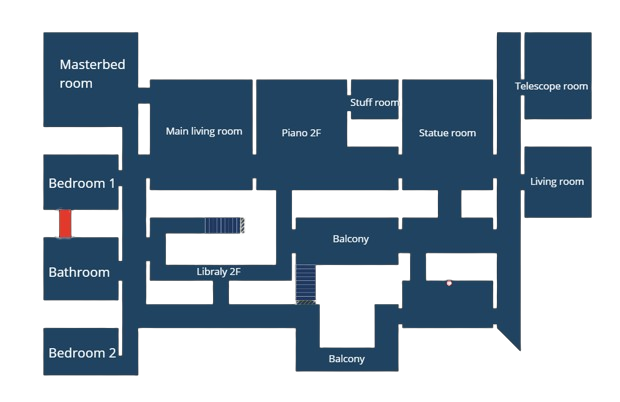 Masterbed
room
Telescope room
Stuff room
Main living room
Piano 2F
Statue room
Bedroom 1
Living room
Balcony
Bathroom
Libraly 2F
Bedroom 2
Balcony